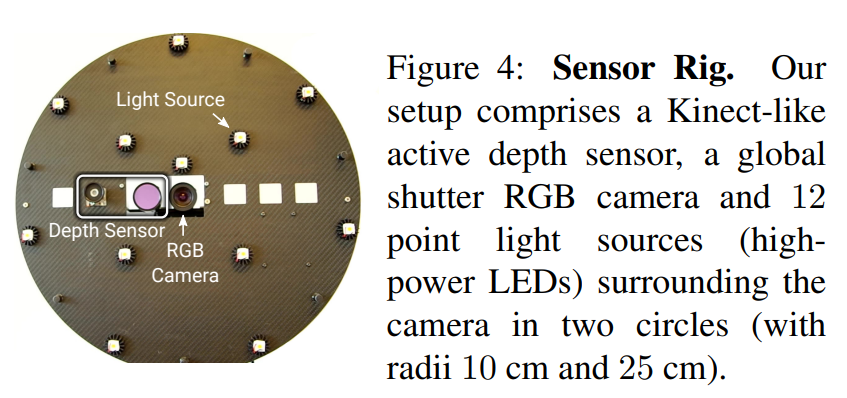 Light Source
Depth Sensor
RGB
Camera
Figure 4: Sensor Rig. Our
setup comprises a Kinect-like
active depth sensor, a global
shutter RGB camera and 12
point light sources (high-
power LEDs) surrounding the
camera in two circles (with
radii 10 cm and 25 cm).